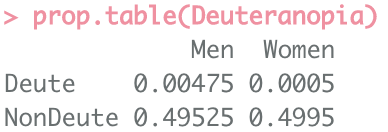 > prop.table(Deuteranopia)
Men Women
Deute 0.00475 0.0005
NonDeute 0.49525 0.4995